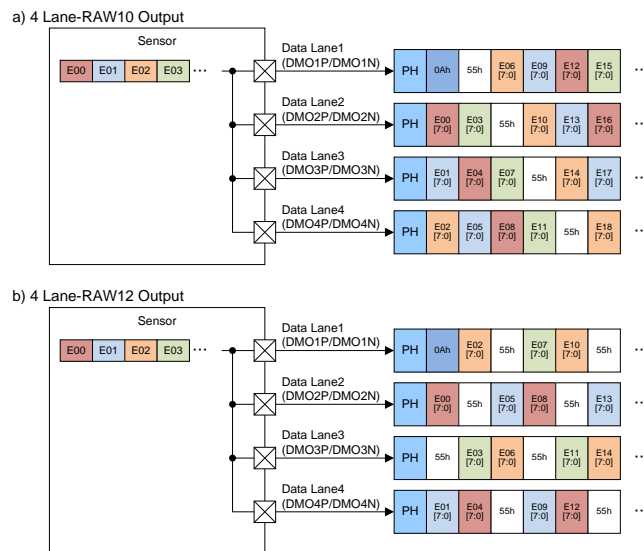 a) 4 Lane-RAW10 Output
Sensor
E00 E01 E02 E03 ...
Data Lane1
(DMO1P/DMO1N)
PH 0Ah 55h E06 [7:0] E09 [7:0] E12 [7:0] E15 [7:0] ...
Data Lane2
(DMO2P/DMO2N)
PH E00 [7:0] E03 [7:0] 55h E10 [7:0] E13 [7:0] E16 [7:0] ...
Data Lane3
(DMO3P/DMO3N)
PH E01 [7:0] E04 [7:0] E07 [7:0] 55h E14 [7:0] E17 [7:0] ...
Data Lane4
(DMO4P/DMO4N)
PH E02 [7:0] E05 [7:0] E08 [7:0] E11 [7:0] 55h E18 [7:0] ...
b) 4 Lane-RAW12 Output
Sensor
E00 E01 E02 E03 ...
Data Lane1
(DMO1P/DMO1N)
PH 0Ah E02 [7:0] 55h E07 [7:0] E10 [7:0] 55h ...
Data Lane2
(DMO2P/DMO2N)
PH E00 [7:0] 55h E05 [7:0] E08 [7:0] 55h E13 [7:0] ...
Data Lane3
(DMO3P/DMO3N)
PH 55h E03 [7:0] E06 [7:0] 55h E11 [7:0] E14 [7:0] ...
Data Lane4
(DMO4P/DMO4N)
PH E01 [7:0] E04 [7:0] 55h E09 [7:0] E12 [7:0] 55h ...